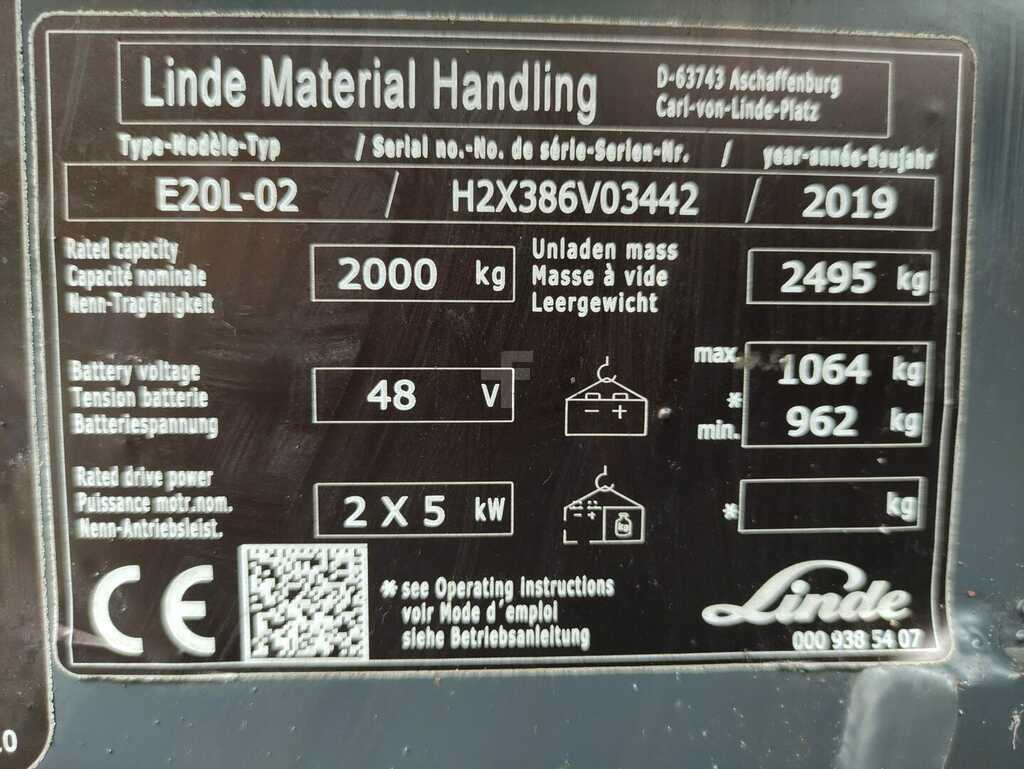 Linde Material Handling
D-63743 Aschaffenburg
Carl-von-Linde-Platz
Type-Modèle-Typ / Serial no.-No. de série-Serien-Nr. / year-année-Baujahr
E20L-02 / H2X386V03442 / 2019
Rated capacity
Capacité nominale
Nenn-Tragfähigkeit
2000 kg
Unladen mass
Masse à vide
Leergewicht
2495 kg
Battery voltage
Tension batterie
Batteriespannung
48 V
- +
max. 1064 kg
*
min. 962 kg
Rated drive power
Puissance motr.nom.
Nenn-Antriebsleist.
2 X 5 kW
- +
kg
* kg
CE
* see Operating Instructions
voir Mode d'emploi
siehe Betriebsanleitung
Linde
000 938 54 07
.0